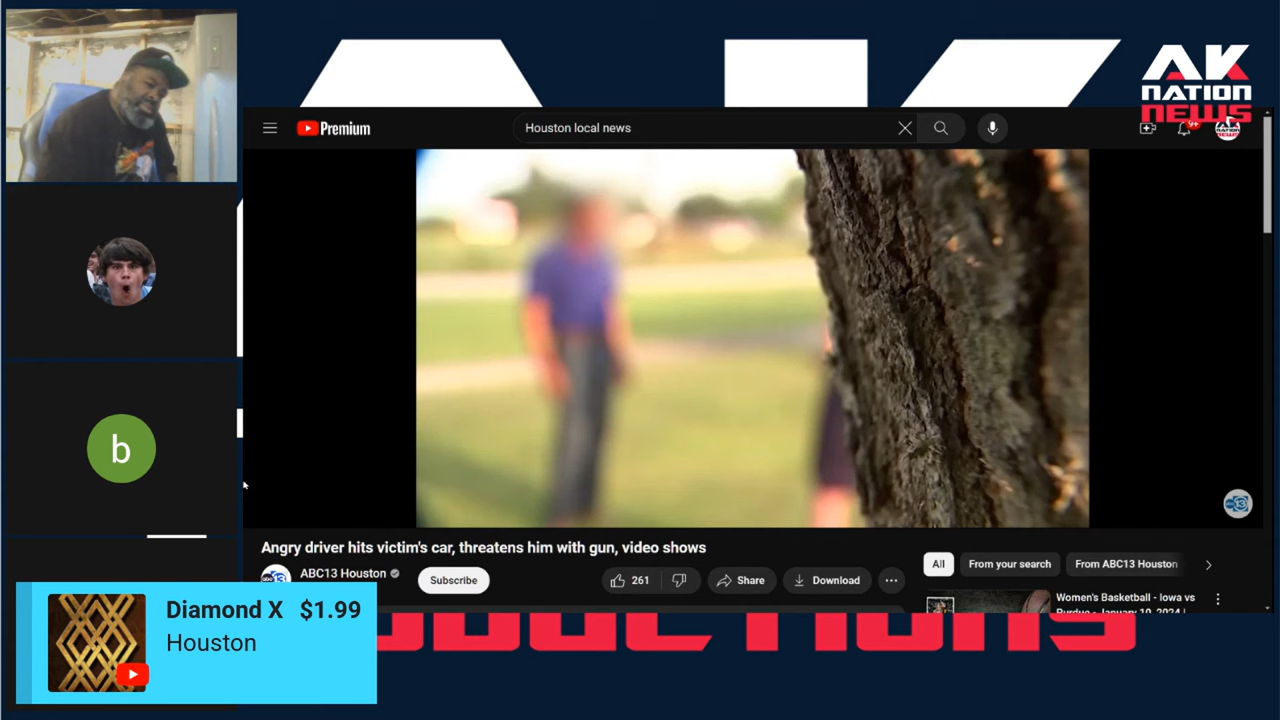 AK
NATION
NEWS
Premium
Houston local news
9+
b
13
Angry driver hits victim's car, threatens him with gun, video shows
ABC13 Houston
Subscribe
261
Share
Download
All
From your search
From ABC13 Houston
Women's Basketball - Iowa vs
Purdue - January 10, 2024 |
Diamond X $1.99
Houston